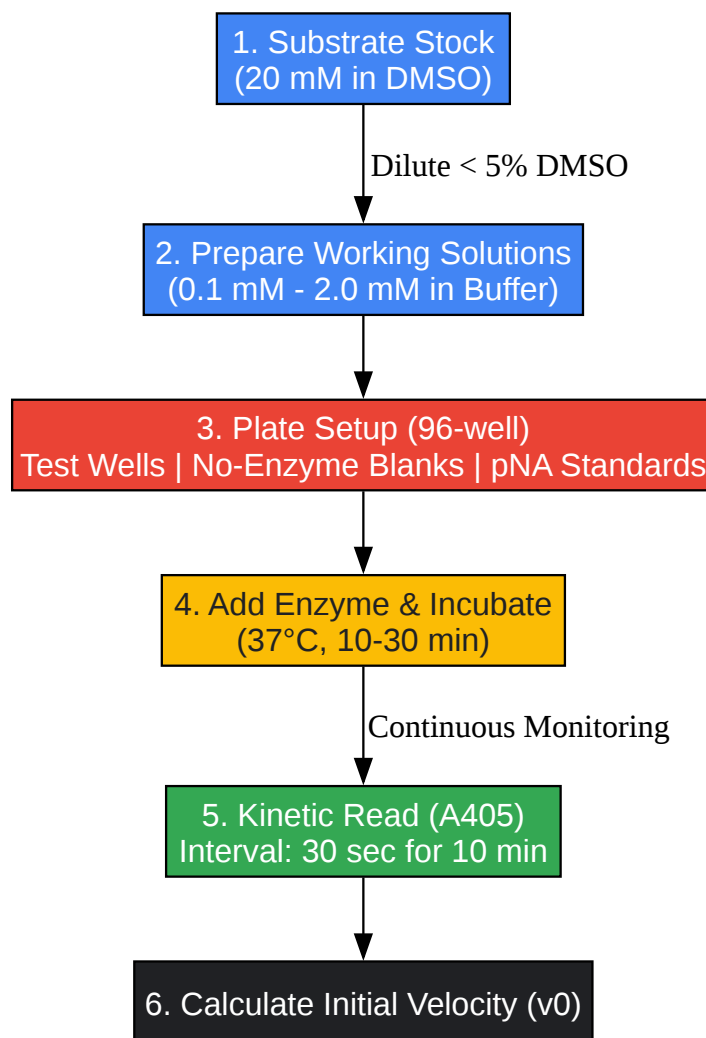 1. Substrate Stock
(20 mM in DMSO)
Dilute < 5% DMSO
2. Prepare Working Solutions
(0.1 mM - 2.0 mM in Buffer)
3. Plate Setup (96-well)
Test Wells | No-Enzyme Blanks | pNA Standards
4. Add Enzyme & Incubate
(37°C, 10-30 min)
Continuous Monitoring
5. Kinetic Read (A405)
Interval: 30 sec for 10 min
6. Calculate Initial Velocity (v0)